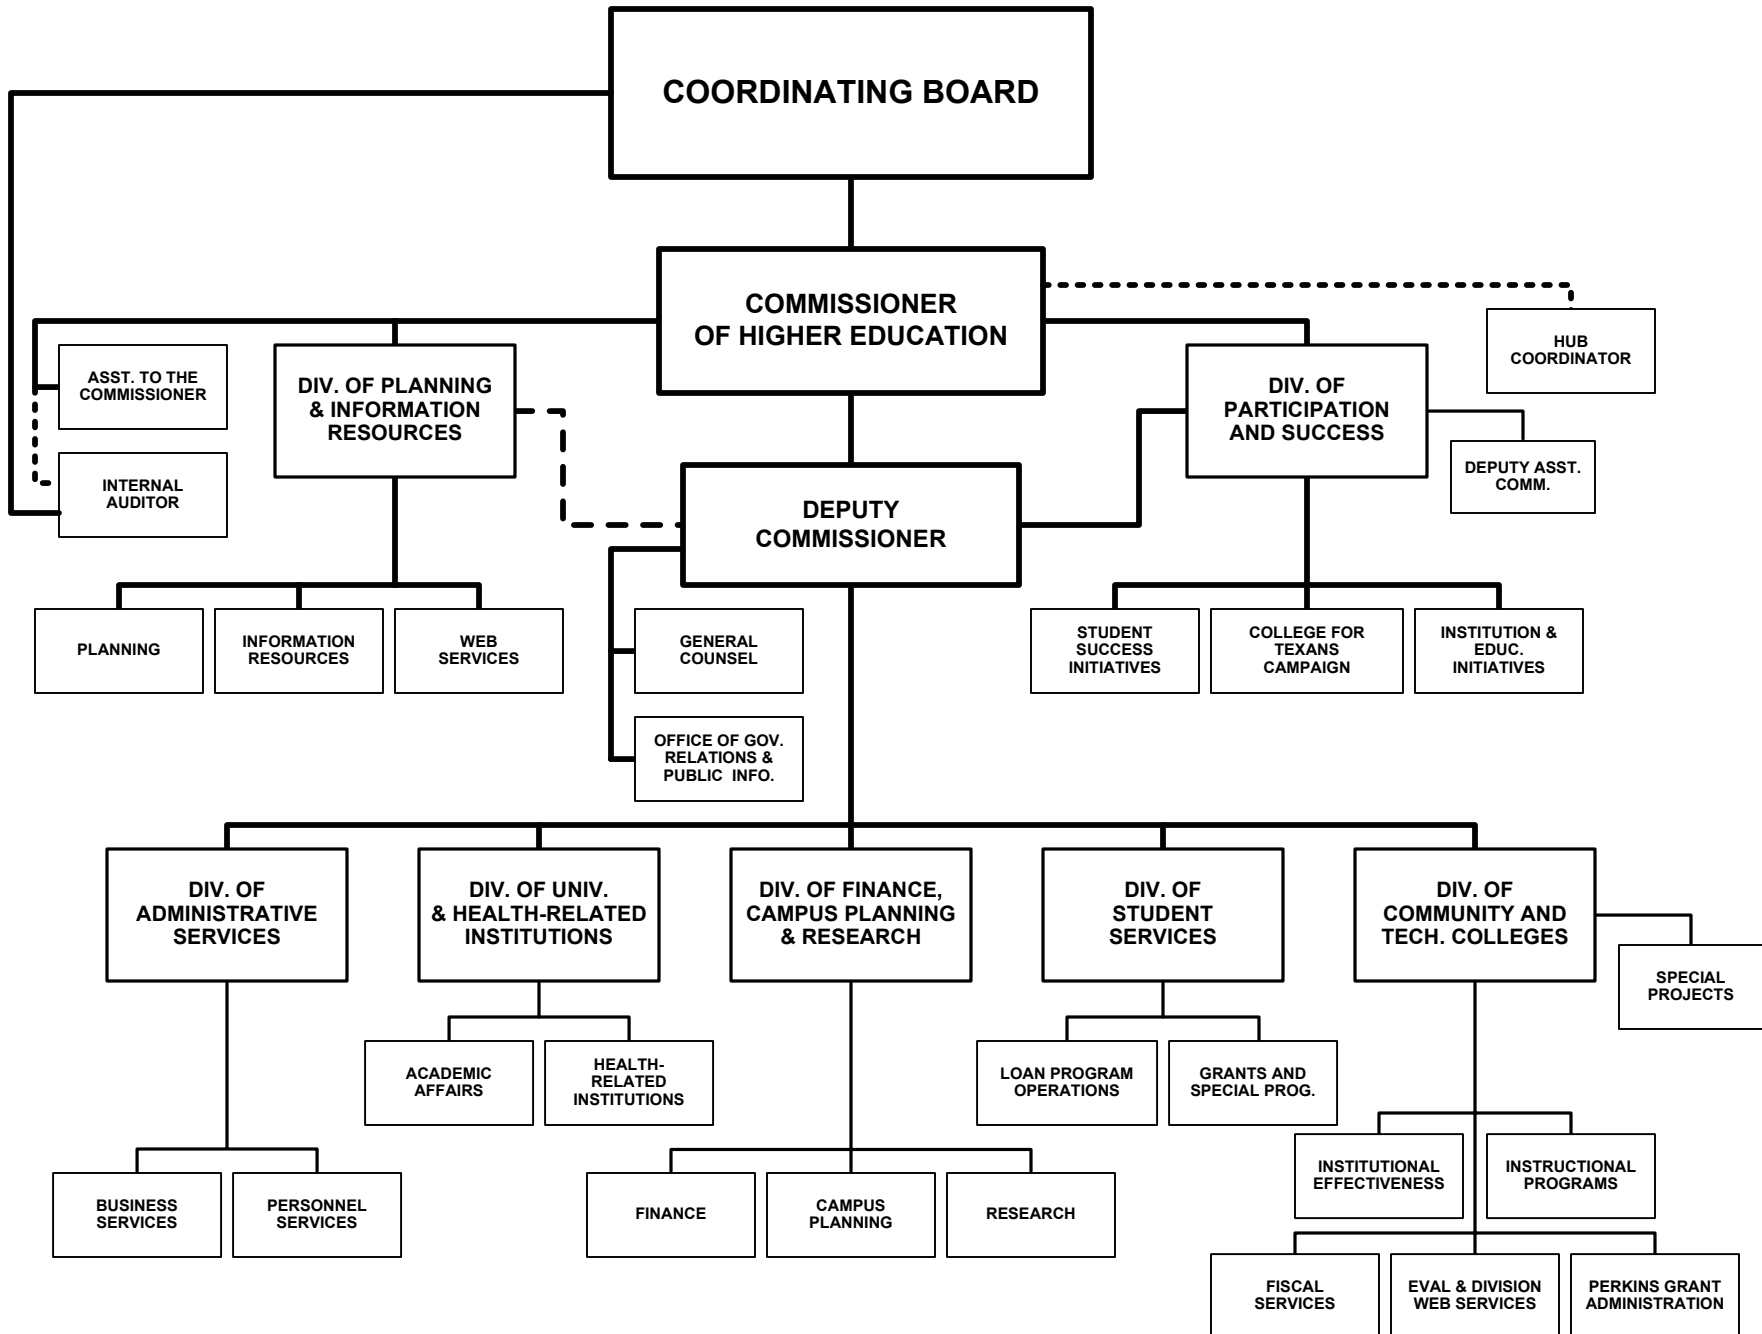 COORDINATING BOARD
COMMISSIONER
OF HIGHER EDUCATION
HUB
COORDINATOR
ASST. TO THE
COMMISSIONER
DIV. OF PLANNING
& INFORMATION
RESOURCES
DIV. OF
PARTICIPATION
AND SUCCESS
DEPUTY ASST.
COMM.
INTERNAL
AUDITOR
DEPUTY
COMMISSIONER
PLANNING
INFORMATION
RESOURCES
WEB
SERVICES
GENERAL
COUNSEL
STUDENT
SUCCESS
INITIATIVES
COLLEGE FOR
TEXANS
CAMPAIGN
INSTITUTION &
EDUC.
INITIATIVES
OFFICE OF GOV.
RELATIONS &
PUBLIC INFO.
DIV. OF
ADMINISTRATIVE
SERVICES
DIV. OF UNIV.
& HEALTH-RELATED
INSTITUTIONS
DIV. OF FINANCE,
CAMPUS PLANNING
& RESEARCH
DIV. OF
STUDENT
SERVICES
DIV. OF
COMMUNITY AND
TECH. COLLEGES
SPECIAL
PROJECTS
ACADEMIC
AFFAIRS
HEALTH-
RELATED
INSTITUTIONS
LOAN PROGRAM
OPERATIONS
GRANTS AND
SPECIAL PROG.
INSTITUTIONAL
EFFECTIVENESS
INSTRUCTIONAL
PROGRAMS
BUSINESS
SERVICES
PERSONNEL
SERVICES
FINANCE
CAMPUS
PLANNING
RESEARCH
FISCAL
SERVICES
EVAL & DIVISION
WEB SERVICES
PERKINS GRANT
ADMINISTRATION